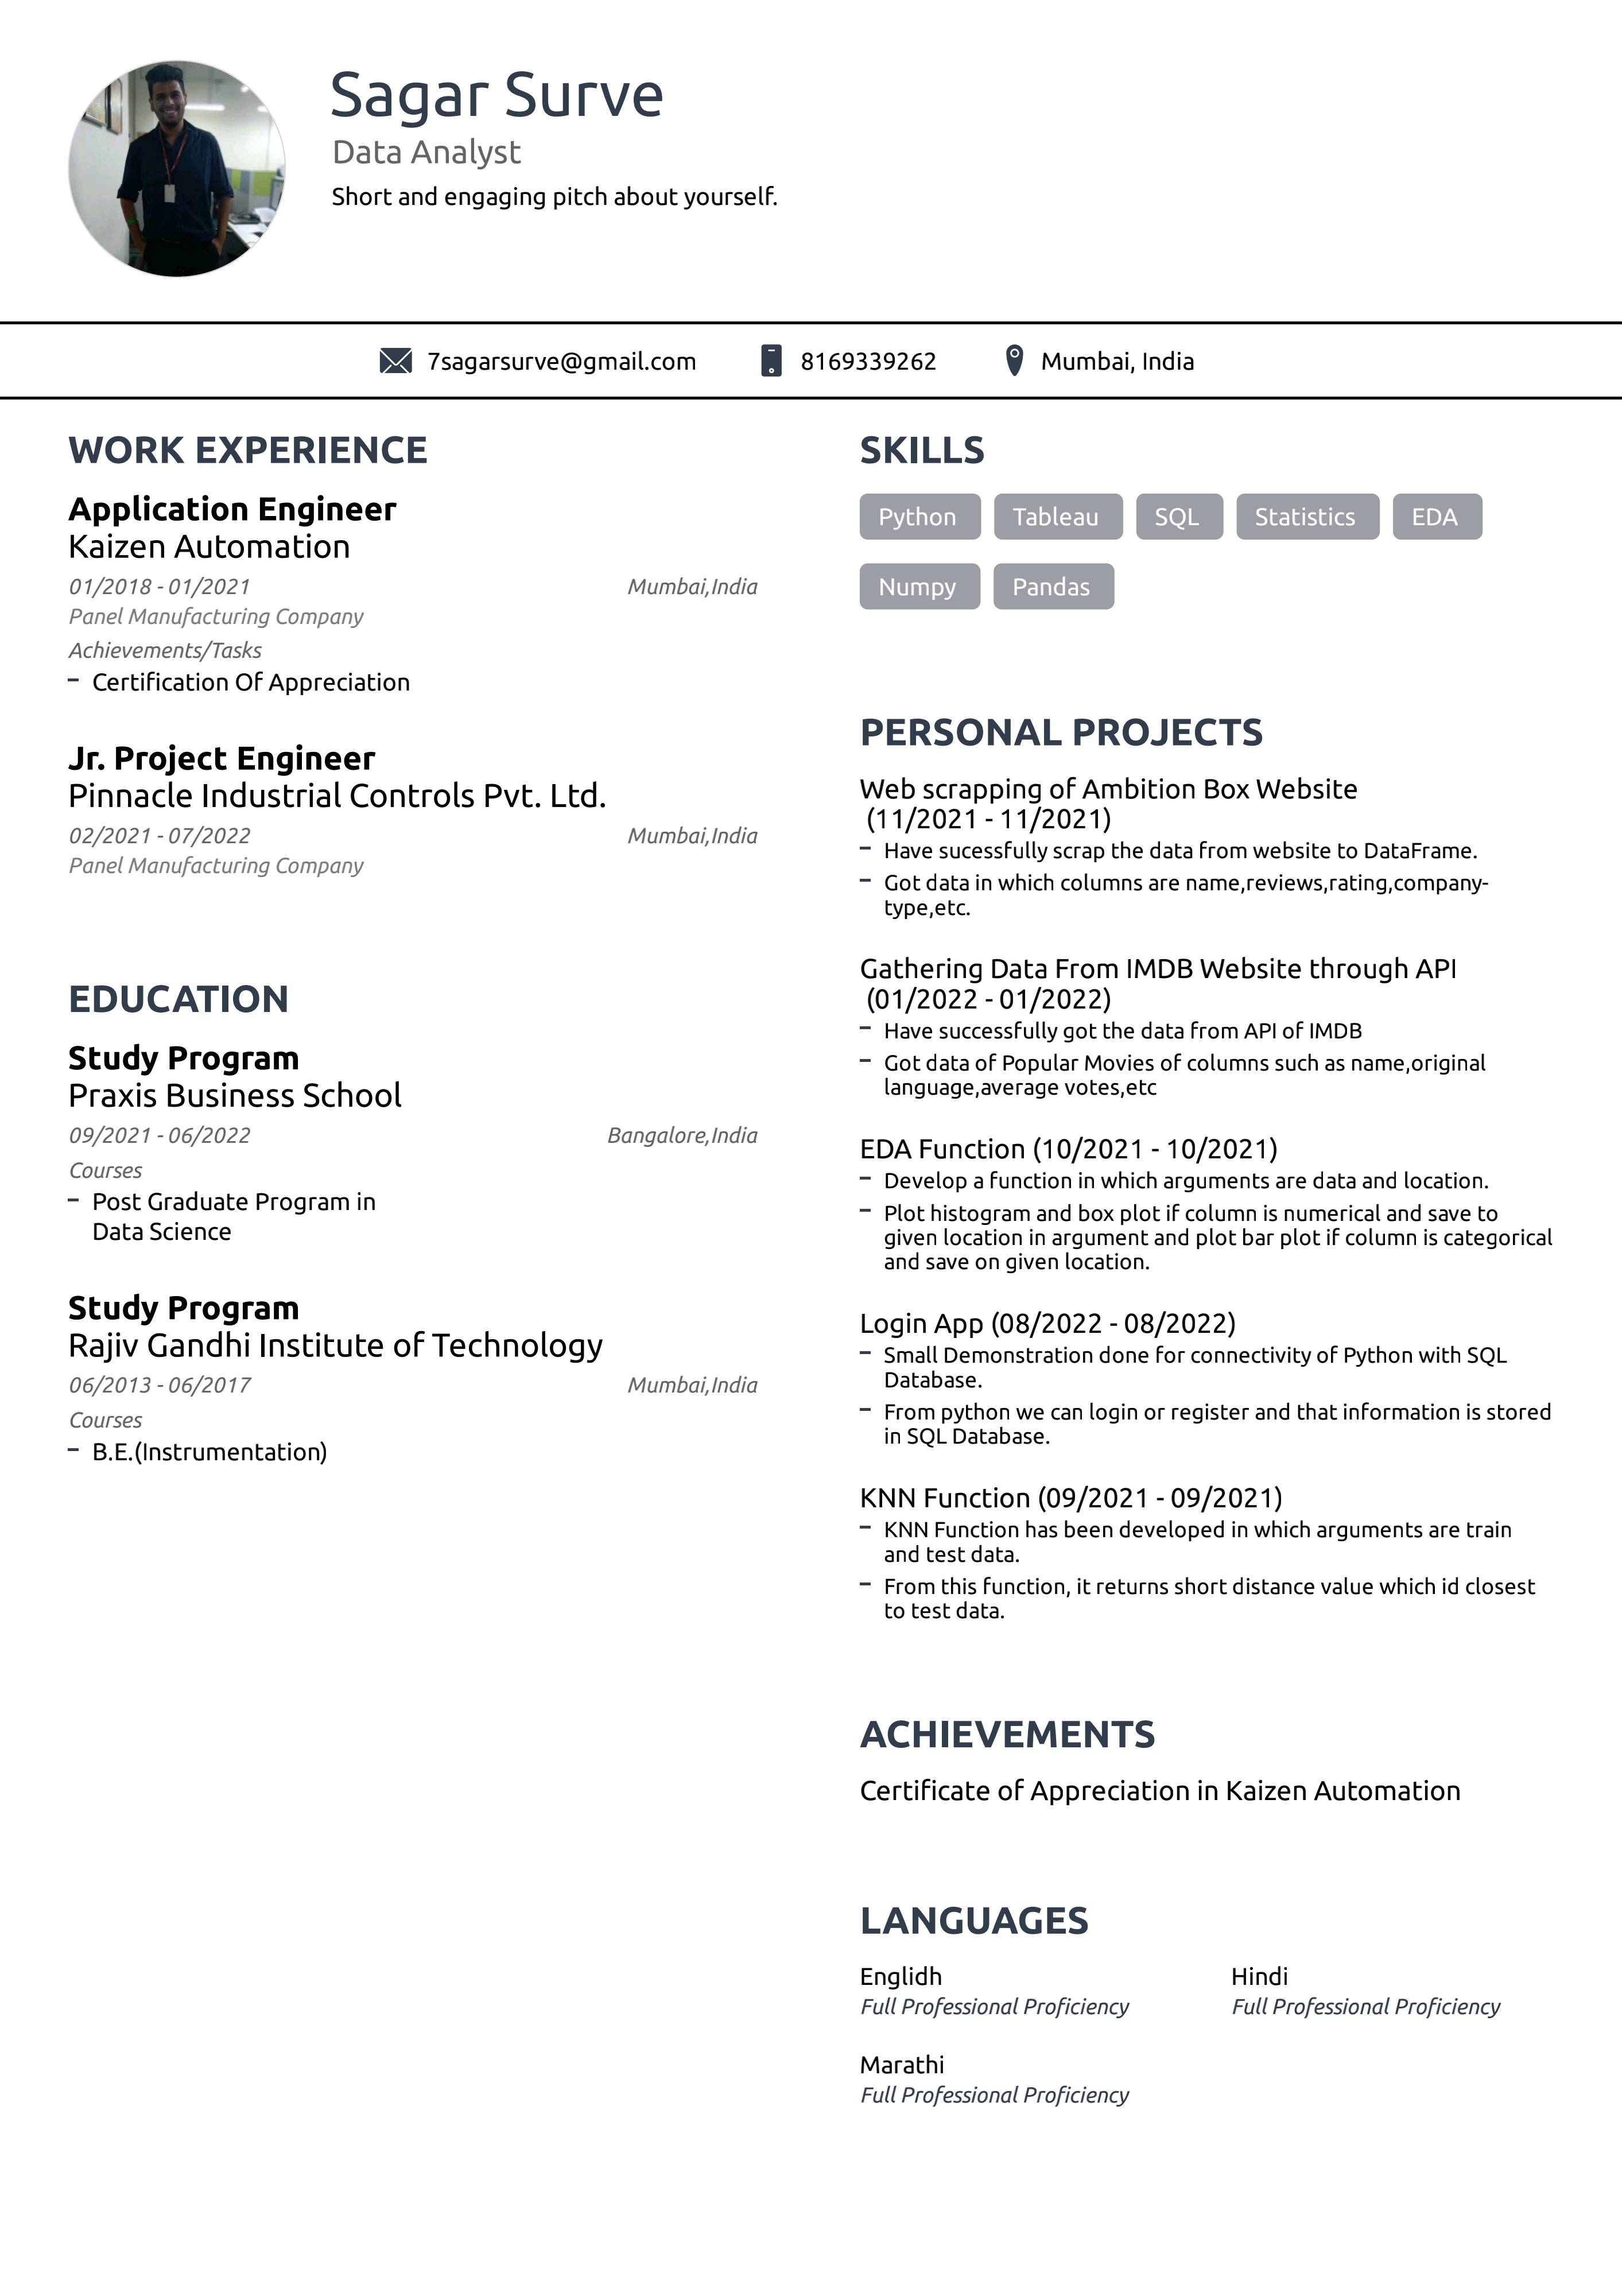 Sagar Surve
Data Analyst
Short and engaging pitch about yourself.
7sagarsurve@gmail.com
8169339262
Mumbai, India
WORK EXPERIENCE
Application Engineer
Kaizen Automation
01/2018 - 01/2021 Mumbai,India
Panel Manufacturing Company
Achievements/Tasks
– Certification Of Appreciation
Jr. Project Engineer
Pinnacle Industrial Controls Pvt. Ltd.
02/2021 - 07/2022 Mumbai,India
Panel Manufacturing Company
EDUCATION
Study Program
Praxis Business School
09/2021 - 06/2022 Bangalore,India
Courses
– Post Graduate Program in
Data Science
Study Program
Rajiv Gandhi Institute of Technology
06/2013 - 06/2017 Mumbai,India
Courses
– B.E.(Instrumentation)
SKILLS
Python Tableau SQL Statistics EDA
Numpy Pandas
PERSONAL PROJECTS
Web scrapping of Ambition Box Website
(11/2021 - 11/2021)
– Have sucessfully scrap the data from website to DataFrame.
– Got data in which columns are name,reviews,rating,company-
type,etc.
Gathering Data From IMDB Website through API
(01/2022 - 01/2022)
– Have successfully got the data from API of IMDB
– Got data of Popular Movies of columns such as name,original
language,average votes,etc
EDA Function (10/2021 - 10/2021)
– Develop a function in which arguments are data and location.
– Plot histogram and box plot if column is numerical and save to
given location in argument and plot bar plot if column is categorical
and save on given location.
Login App (08/2022 - 08/2022)
– Small Demonstration done for connectivity of Python with SQL
Database.
– From python we can login or register and that information is stored
in SQL Database.
KNN Function (09/2021 - 09/2021)
– KNN Function has been developed in which arguments are train
and test data.
– From this function, it returns short distance value which id closest
to test data.
ACHIEVEMENTS
Certificate of Appreciation in Kaizen Automation
LANGUAGES
Englidh Hindi
Full Professional Proficiency Full Professional Proficiency
Marathi
Full Professional Proficiency